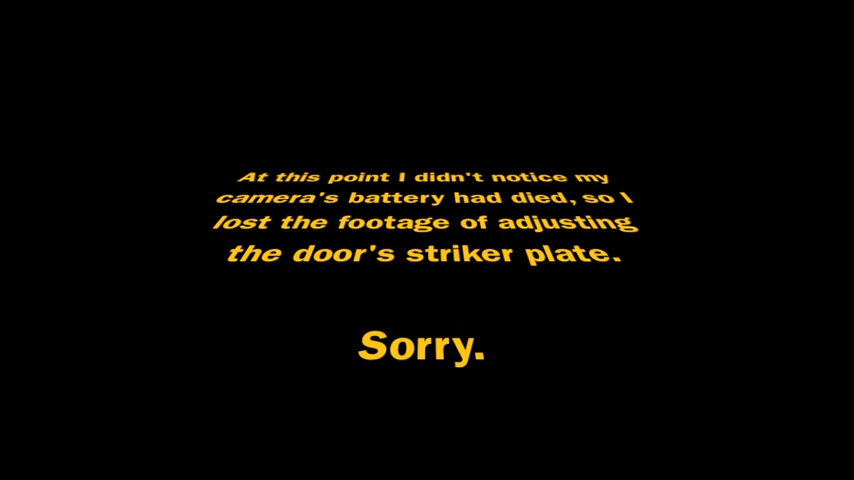 At this point I didn't notice my
camera's battery had died, so I
lost the footage of adjusting
the door's striker plate.
Sorry.